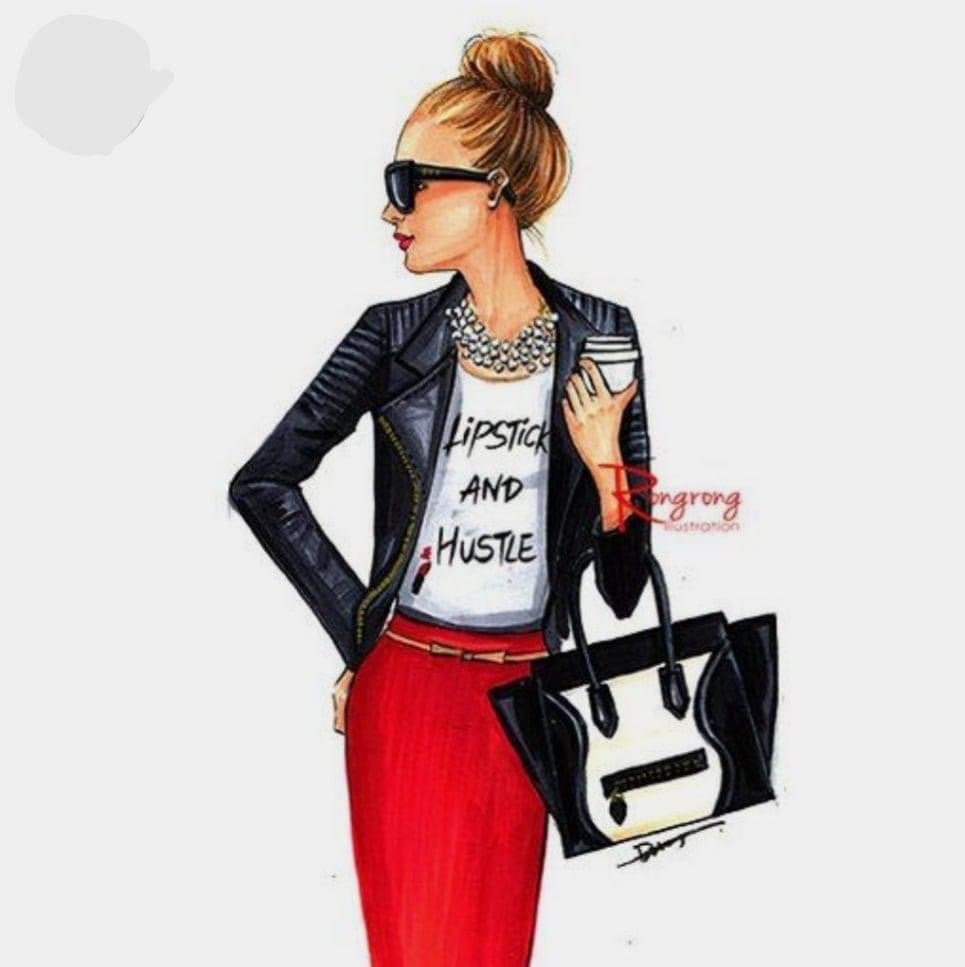 LiPSTiCK
AND
HUSTLE
Rongrong
illustration